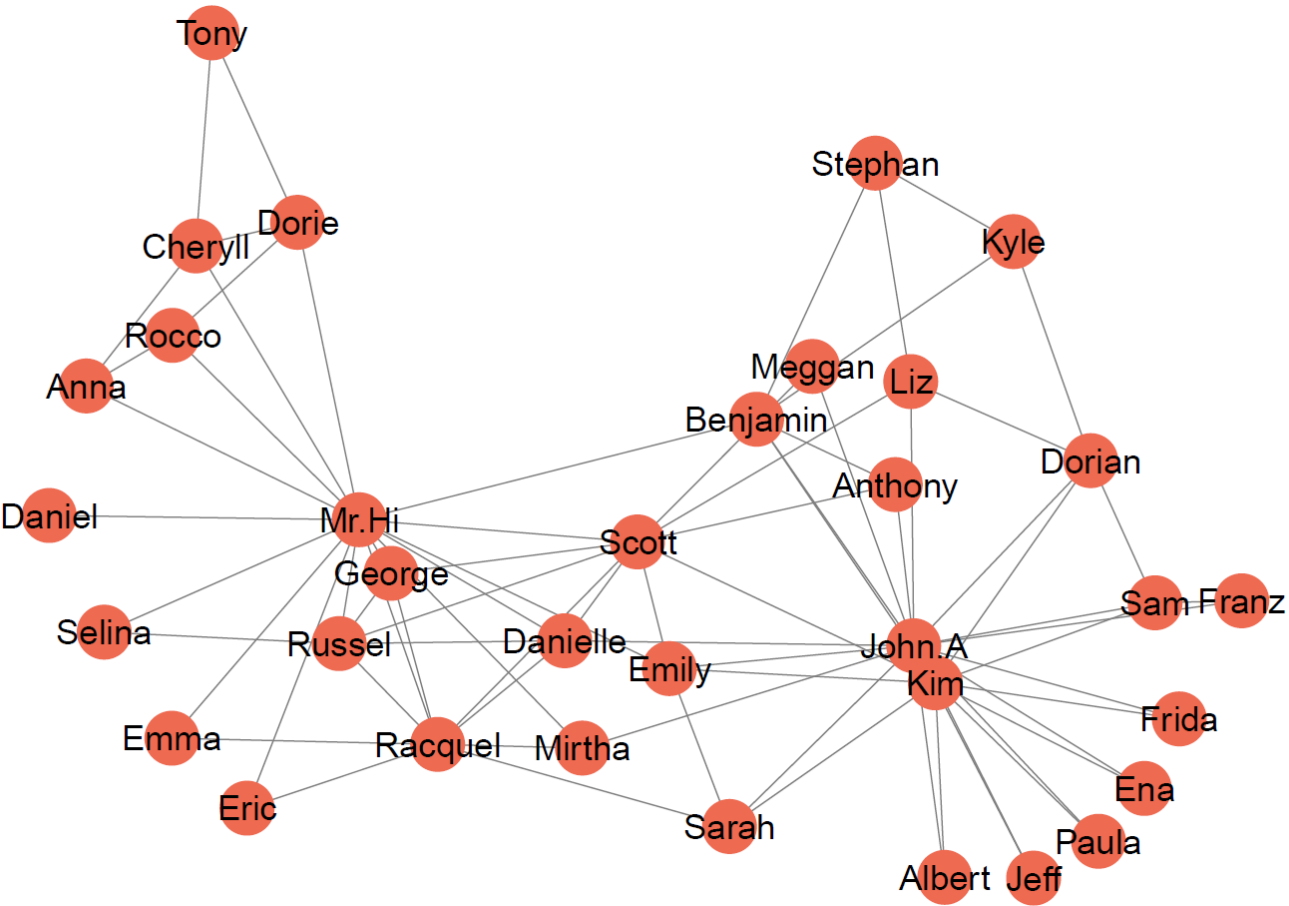 Tony
Stephan
Dorie
Kyle
Cheryll
Rocco
Meggan
Anna
Liz
Benjamin
Dorian
Anthony
Daniel
Mr.Hi
Scott
George
Sam
Franz
Selina
Russel
Danielle
John.A
Emily
Kim
Frida
Emma
Racquel
Mirtha
Ena
Eric
Sarah
Paula
Albert
Jeff